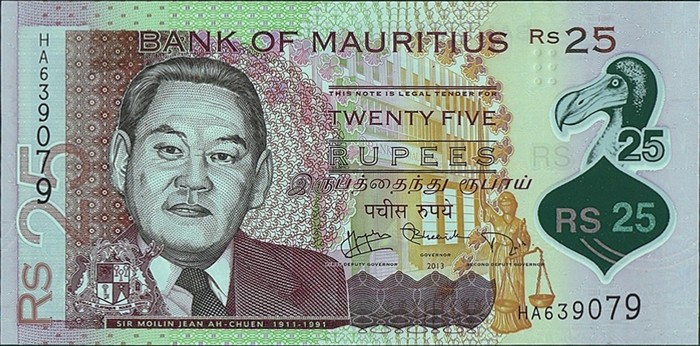 BANK OF MAURITIUS
RS 25
HA639079
THIS NOTE IS LEGAL TENDER FOR
TWENTY FIVE
RUPEES
RS
இருபத்தைந்து ரூபாய்
पचीस रुपये
25
RS 25
RS 25
DEPUTY GOVERNOR
GOVERNOR
2013
SECOND DEPUTY GOVERNOR
HA639079
SIR MOILIN JEAN AH-CHUEN 1911-1991